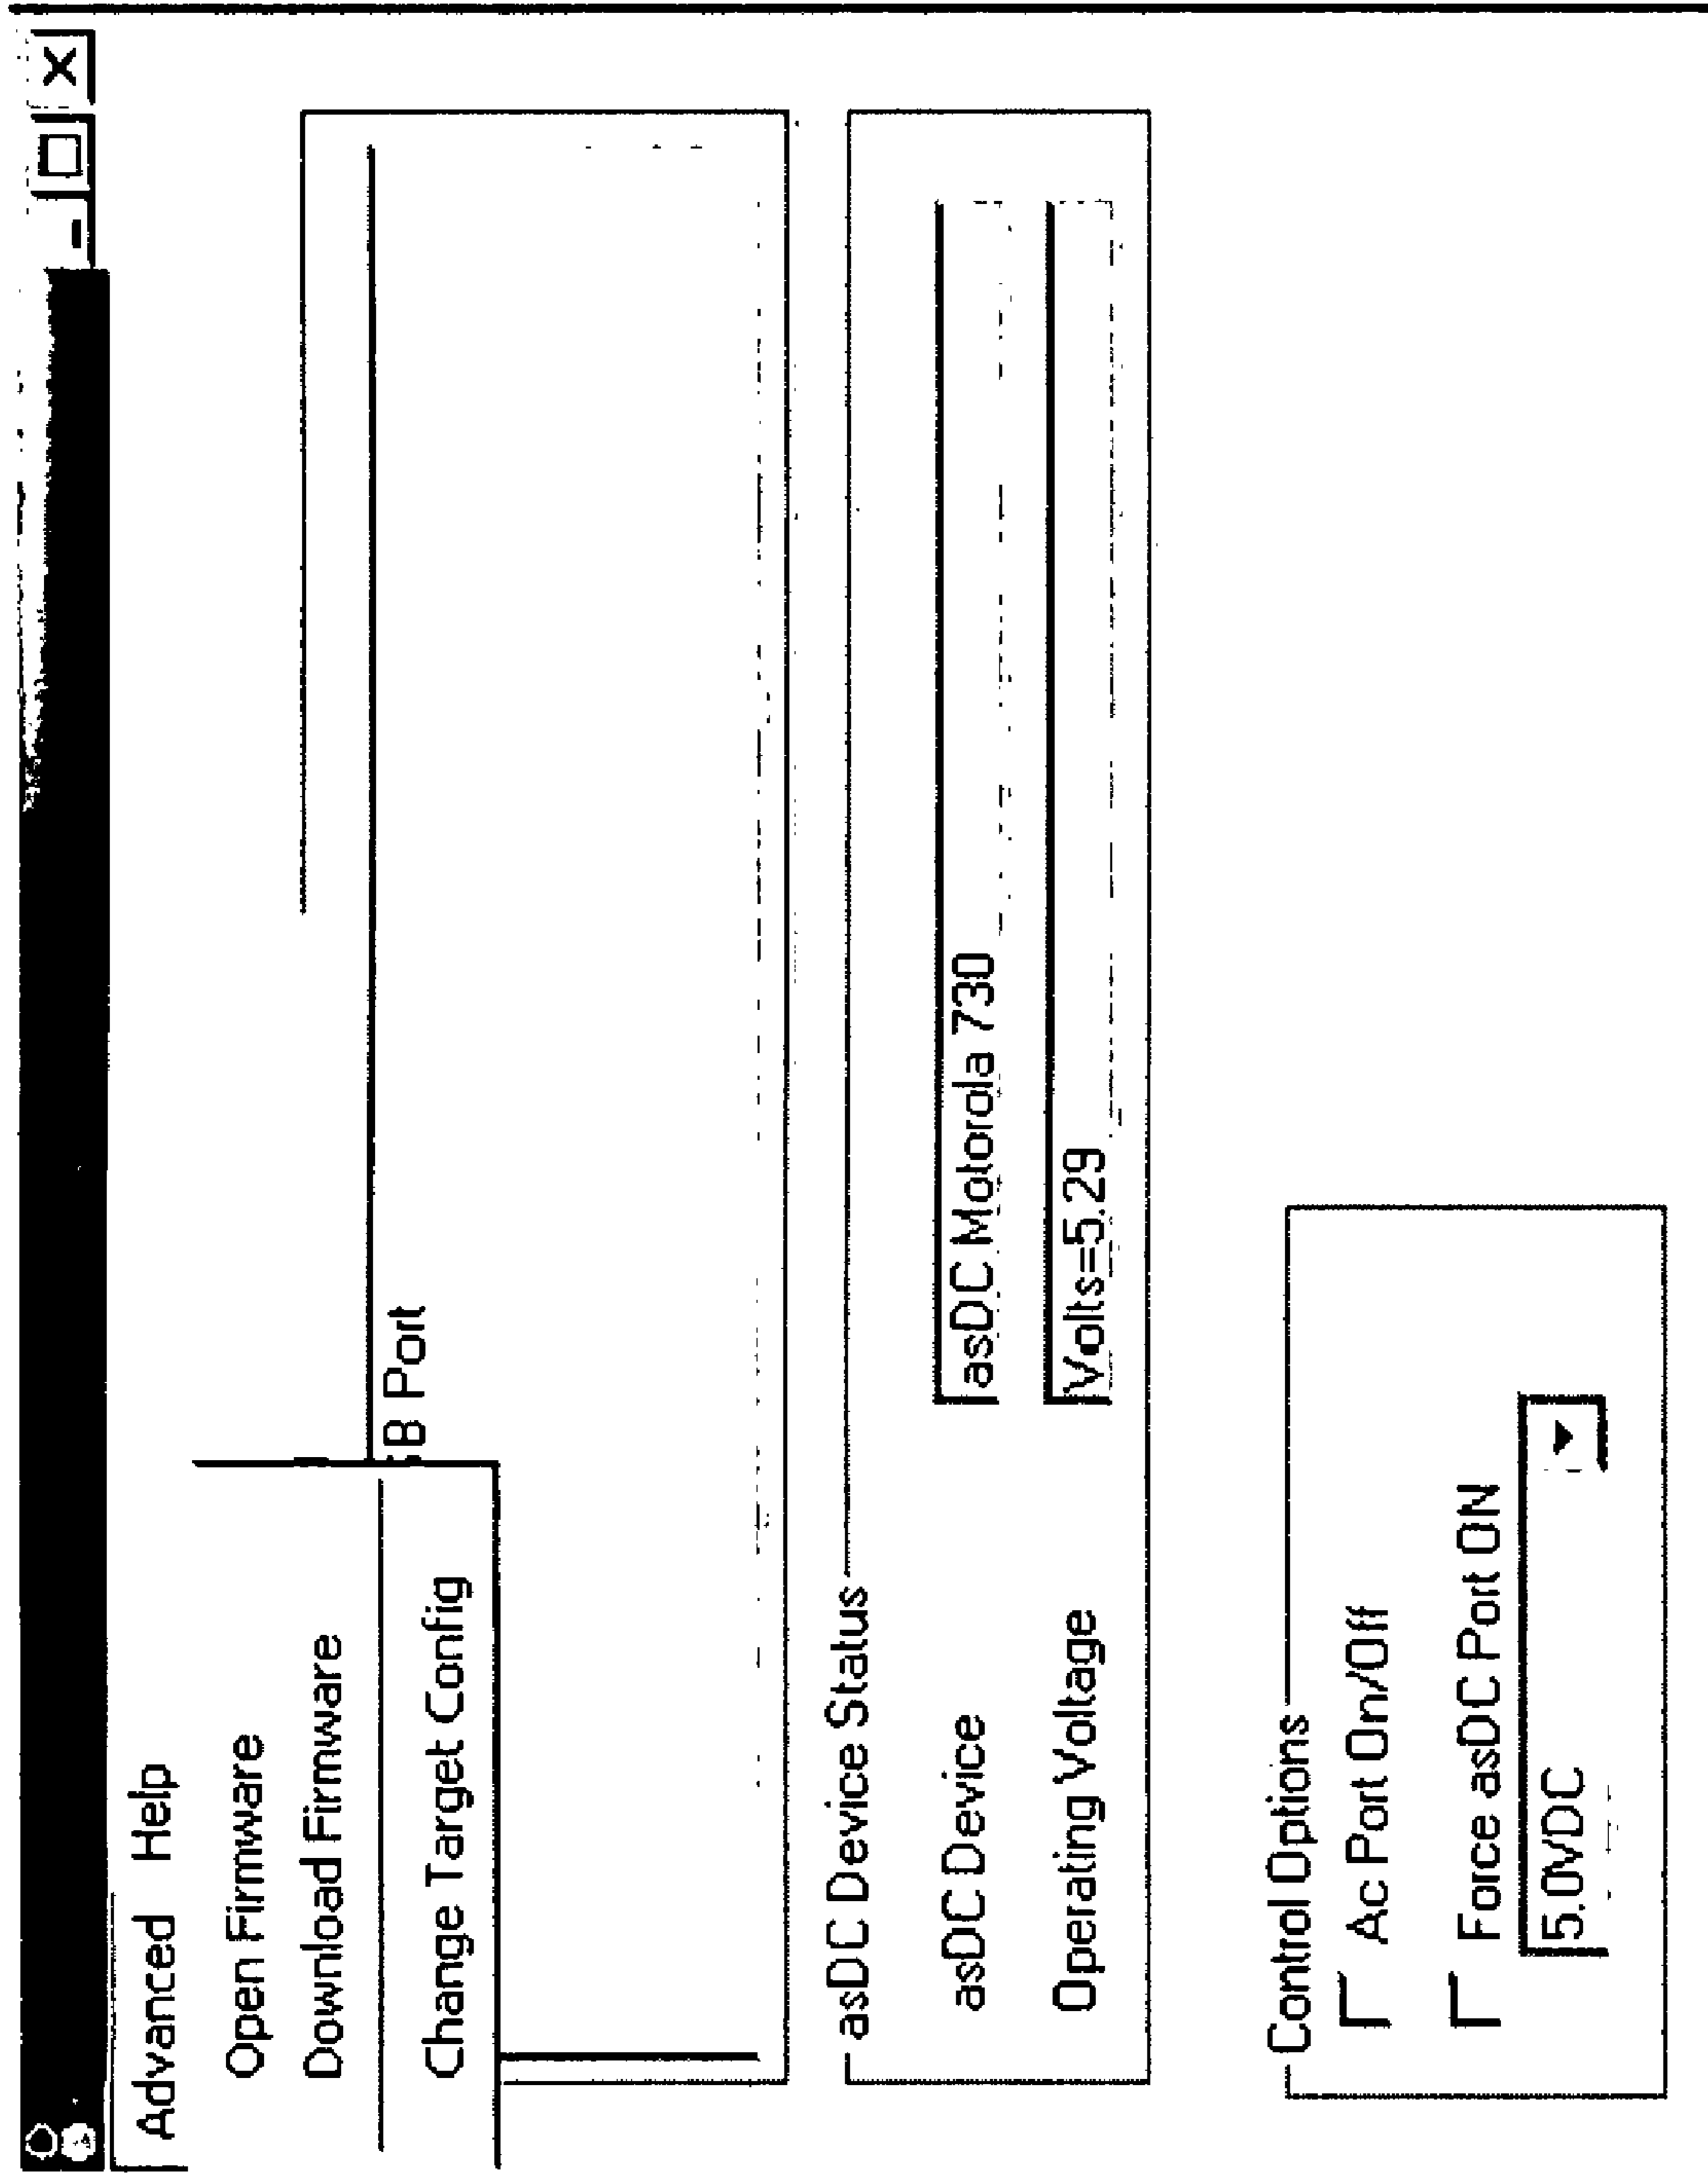 Advanced Help
Open Firmware
Download Firmware
Change Target Config
B Port
asDC Device Status
asDC Device
asDC Motorola 730
Operating Voltage
Volts=5.29
Control Options
Ac Port On/Off
Force asDC Port ON
5.0VDC